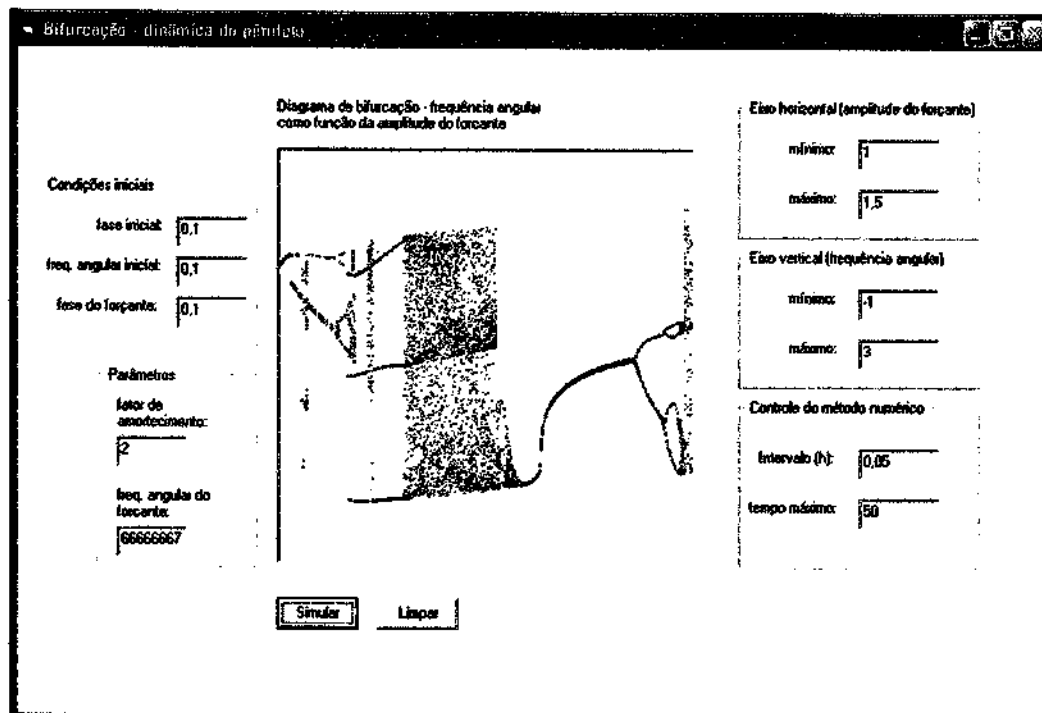 Bifurcação - dinâmica do pêndulo
Diagrama de bifurcação - frequência angular
como função da amplitude do forçante
Condições iniciais
fase inicial: 0,1
freq. angular inicial: 0,1
fase do forçante: 0,1
Parâmetros
fator de
amortecimento:
2
freq. angular do
forcante:
66666667
Eixo horizontal (amplitude do forçante)
mínimo: 1
máximo: 1,5
Eixo vertical (frequência angular)
mínimo: -1
máximo: 3
Controle do método numérico
Intervalo (h): 0,05
tempo máximo: 50
Simular Limpar